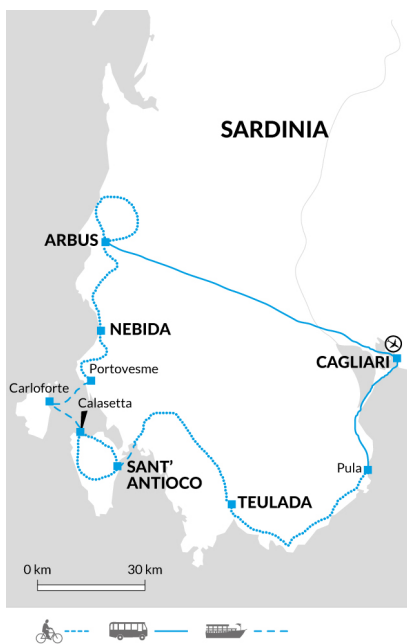 SARDINIA
ARBUS
NEBIDA
CAGLIARI
Portovesme
Carloforte
Calasetta
SANT'
ANTIOCO
Pula
TEULADA
0 km 30 km